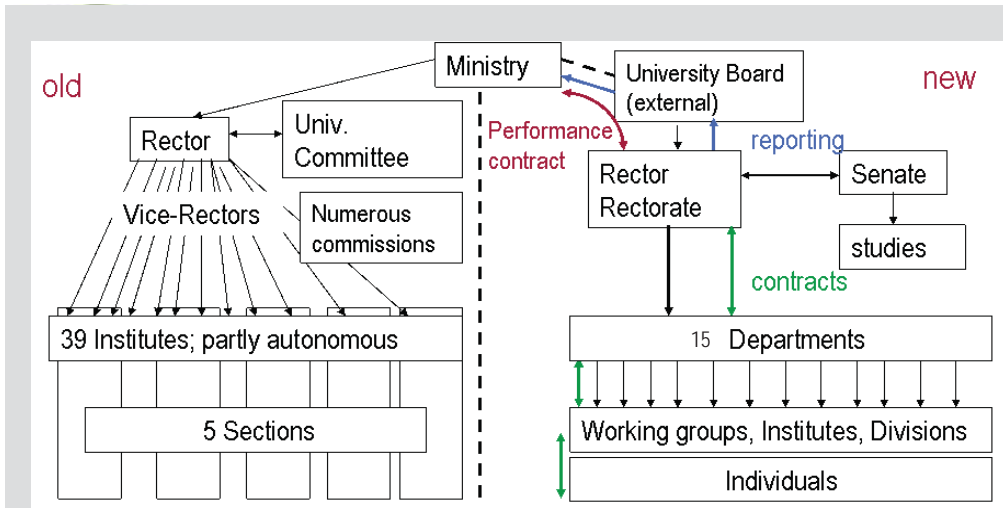 old
Ministry
University Board
(external)
new
Rector
Univ.
Committee
Performance
contract
reporting
Rector
Rectorate
Senate
Vice-Rectors
Numerous
commissions
studies
contracts
39 Institutes; partly autonomous
15 Departments
5 Sections
Working groups, Institutes, Divisions
Individuals